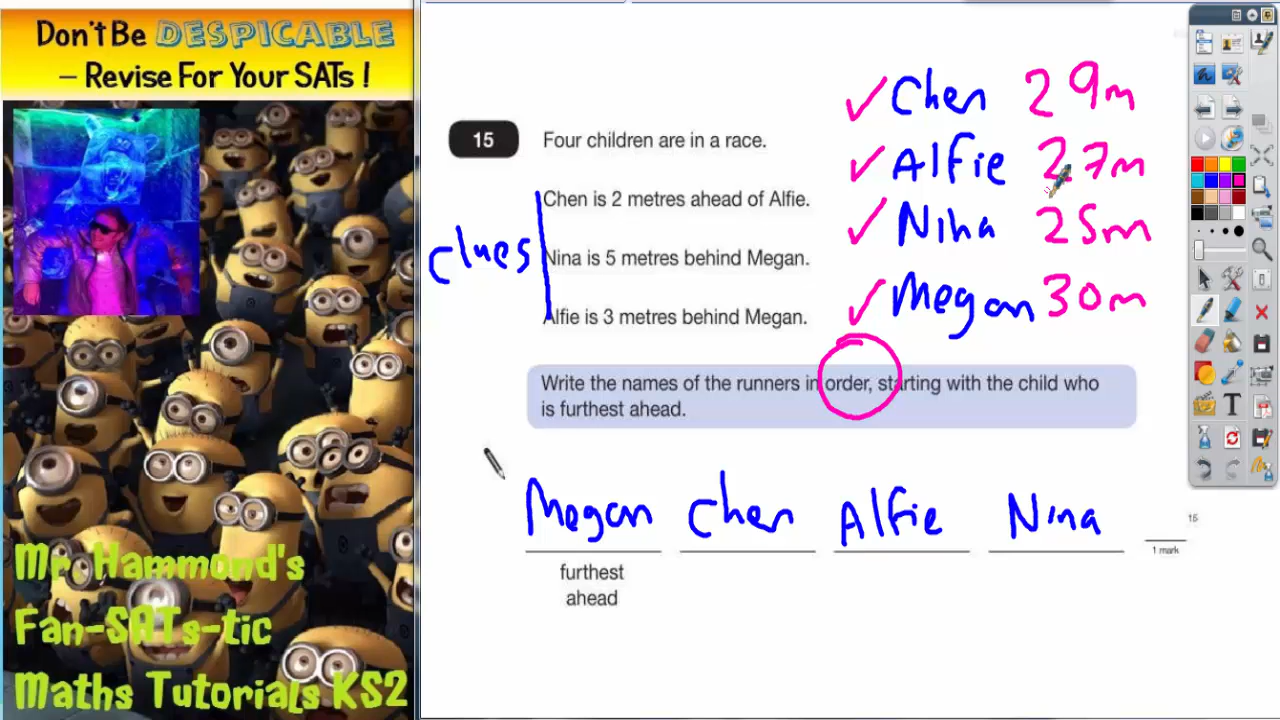 Don't Be DESPICABLE
– Revise For Your SATs !
Mr. Hammond's
Fan-SATs-tic
Maths Tutorials KS2
15
Four children are in a race.
Chen is 2 metres ahead of Alfie.
Nina is 5 metres behind Megan.
Alfie is 3 metres behind Megan.
clues
Chen 29m
Alfie 27m
Nina 25m
Megan 30m
Write the names of the runners in order, starting with the child who
is furthest ahead.
Megan Chen Alfie Nina
furthest
ahead
15
1 mark